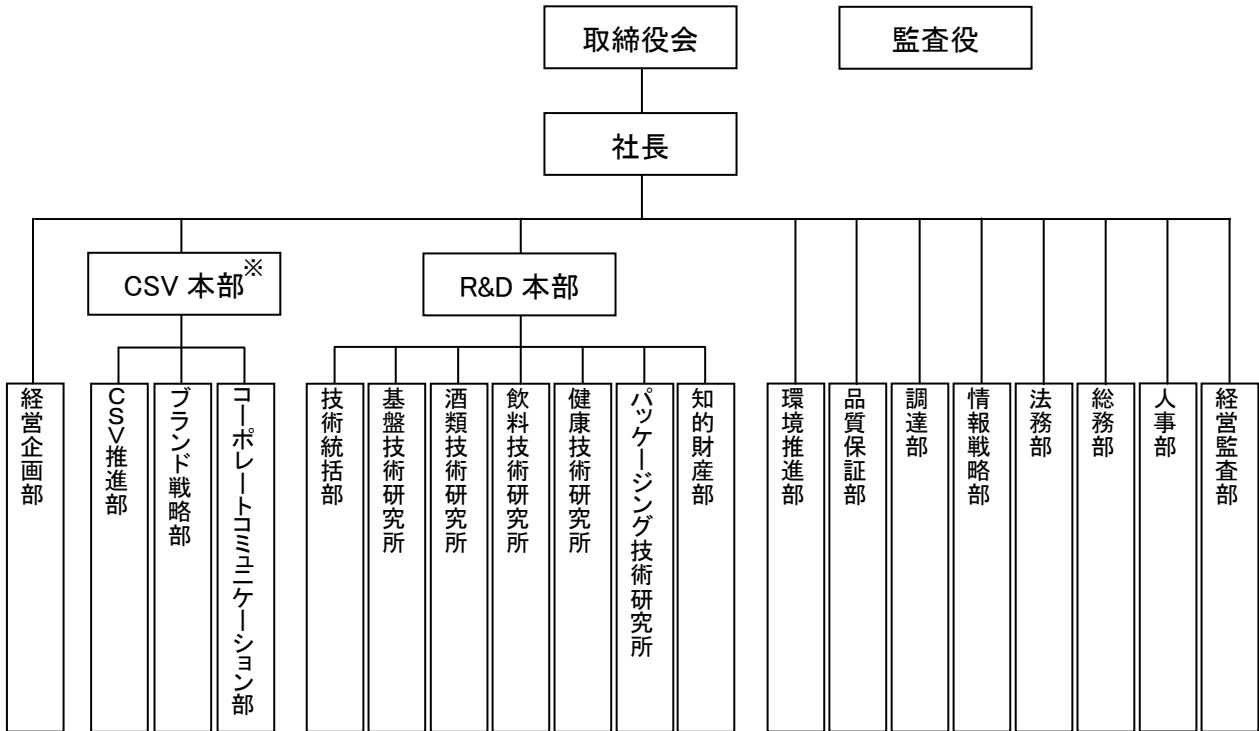 取締役会
監査役
社長
CSV 本部※
R&D 本部
経営企画部
CSV推進部
ブランド戦略部
コーポレートコミュニケーション部
技術統括部
基盤技術研究所
酒類技術研究所
飲料技術研究所
健康技術研究所
パッケージング技術研究所
知的財産部
環境推進部
品質保証部
調達部
情報戦略部
法務部
総務部
人事部
経営監査部